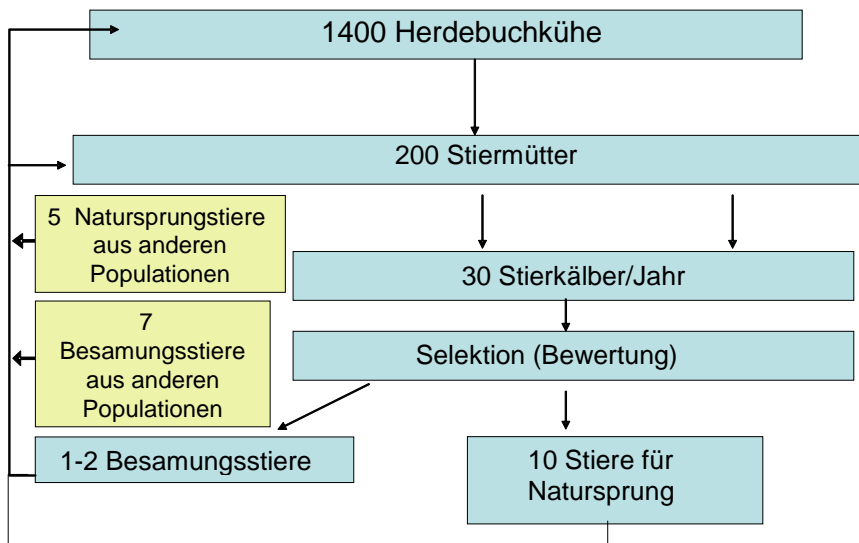 1400 Herdebuchkühe
200 Stiermütter
5 Natursprungstiere
aus anderen
Populationen
30 Stierkälber/Jahr
7
Besamungsstiere
aus anderen
Populationen
Selektion (Bewertung)
1-2 Besamungsstiere
10 Stiere für
Natursprung